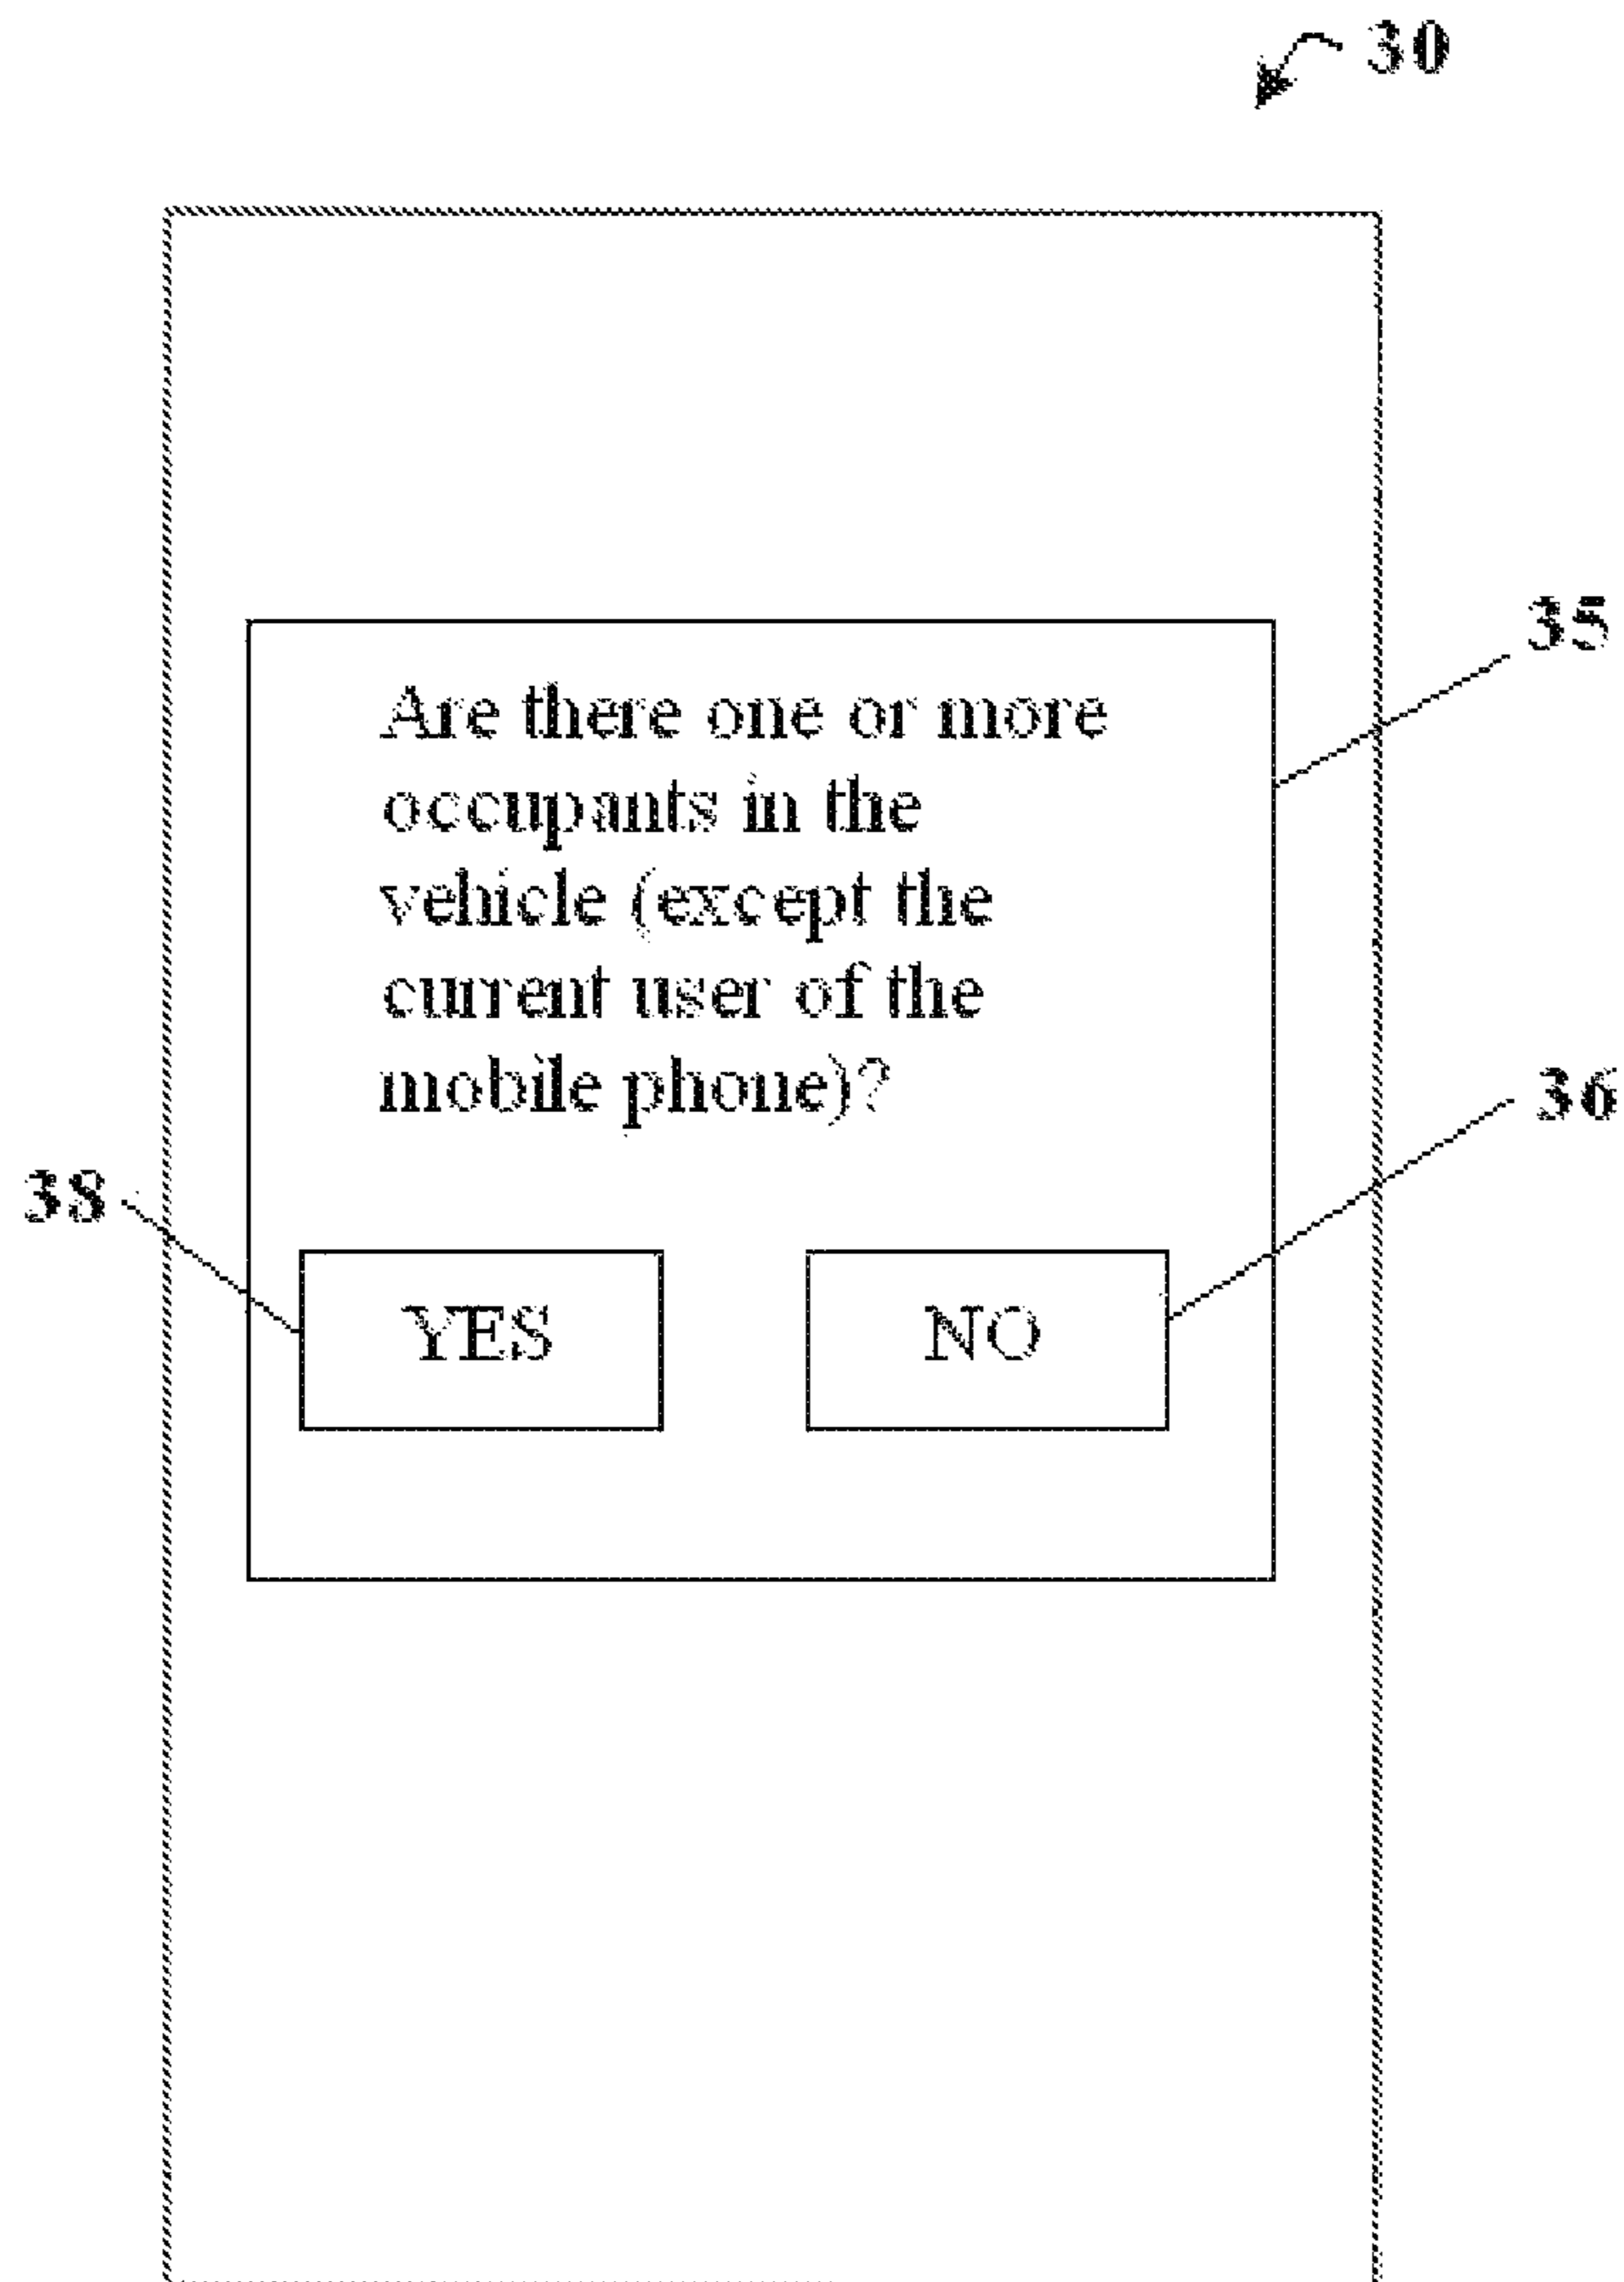 30
35
Are there one or more
occupants in the
vehicle (except the
current user of the
mobile phone)?
36
38
YES
NO